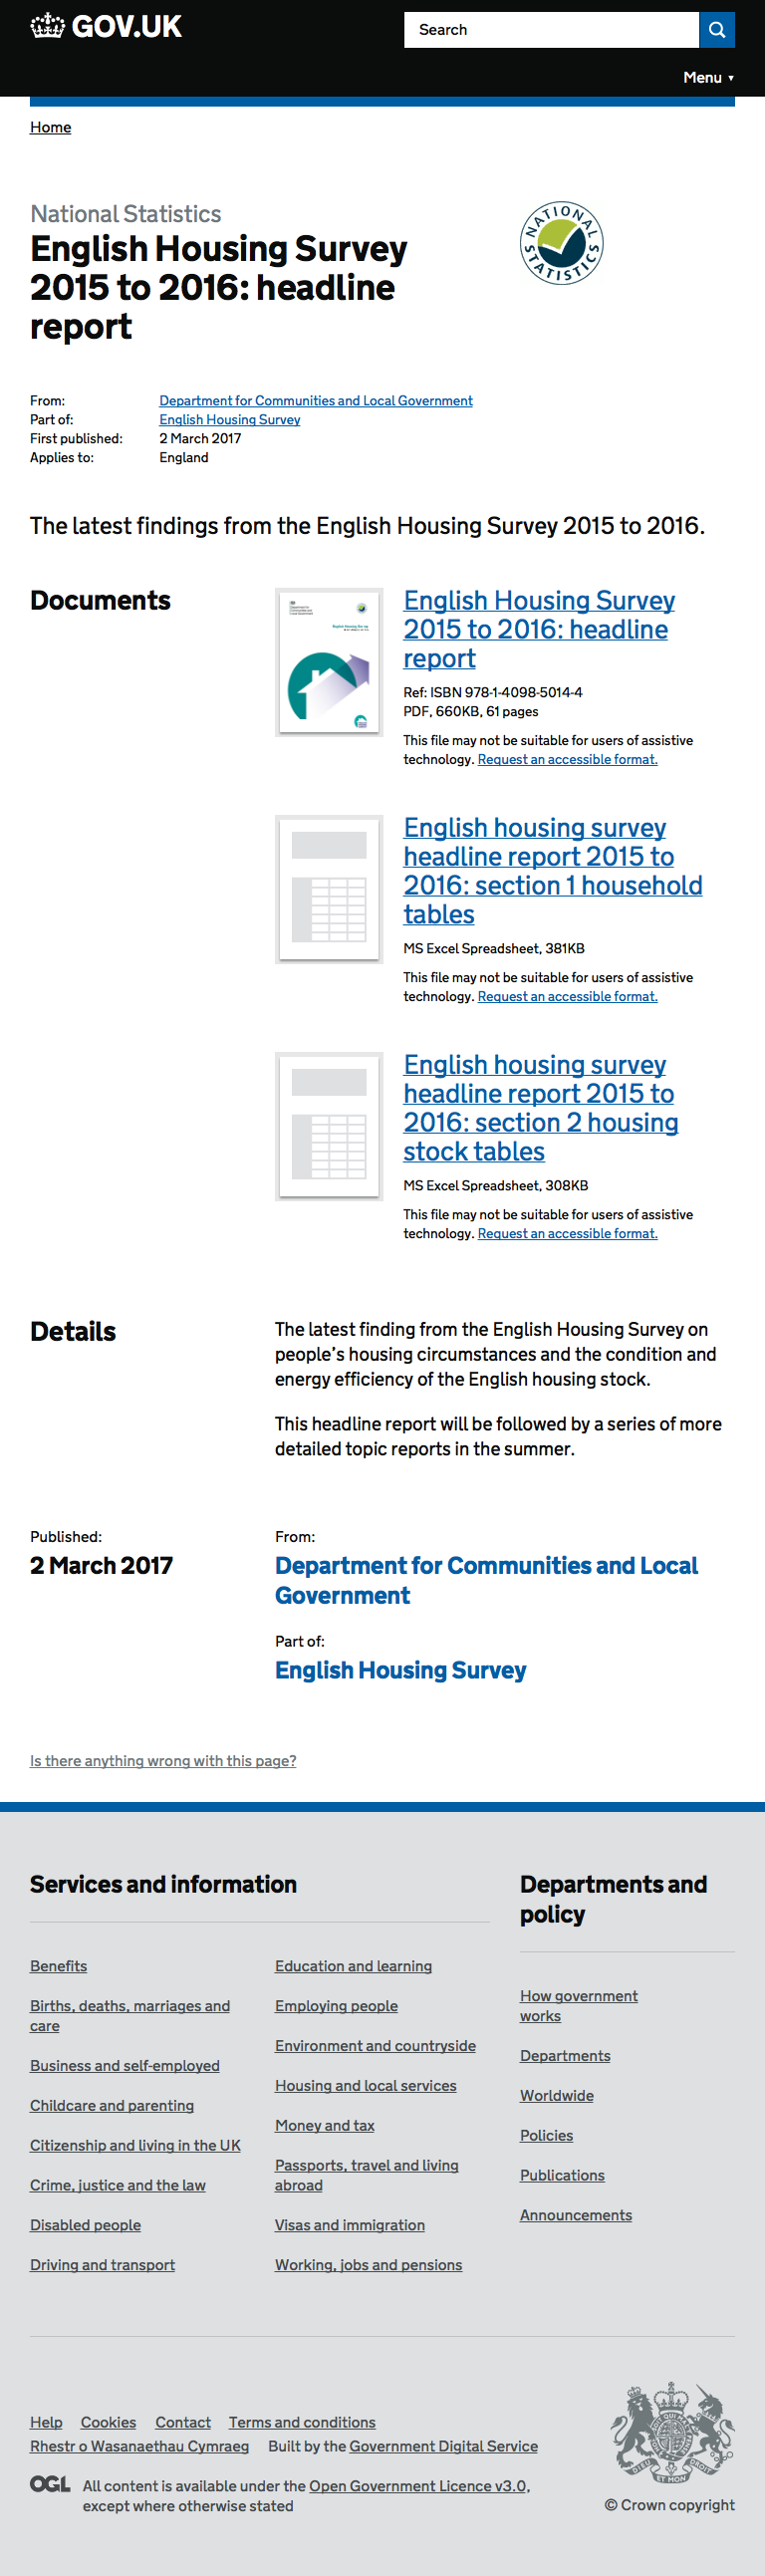 GOV.UK
Search
Menu ▼
Home
National Statistics
English Housing Survey
2015 to 2016: headline
report
NATIONAL STATISTICS
From: Department for Communities and Local Government
Part of: English Housing Survey
First published: 2 March 2017
Applies to: England
The latest findings from the English Housing Survey 2015 to 2016.
Documents
English Housing Survey
2015 to 2016: headline
report
Ref: ISBN 978-1-4098-5014-4
PDF, 660KB, 61 pages
This file may not be suitable for users of assistive
technology. Request an accessible format.
English housing survey
headline report 2015 to
2016: section 1 household
tables
MS Excel Spreadsheet, 381KB
This file may not be suitable for users of assistive
technology. Request an accessible format.
English housing survey
headline report 2015 to
2016: section 2 housing
stock tables
MS Excel Spreadsheet, 308KB
This file may not be suitable for users of assistive
technology. Request an accessible format.
Details
The latest finding from the English Housing Survey on
people’s housing circumstances and the condition and
energy efficiency of the English housing stock.
This headline report will be followed by a series of more
detailed topic reports in the summer.
Published:
2 March 2017
From:
Department for Communities and Local
Government
Part of:
English Housing Survey
Is there anything wrong with this page?
Services and information
Benefits
Births, deaths, marriages and
care
Business and self-employed
Childcare and parenting
Citizenship and living in the UK
Crime, justice and the law
Disabled people
Driving and transport
Education and learning
Employing people
Environment and countryside
Housing and local services
Money and tax
Passports, travel and living
abroad
Visas and immigration
Working, jobs and pensions
Departments and
policy
How government
works
Departments
Worldwide
Policies
Publications
Announcements
Help Cookies Contact Terms and conditions
Rhestr o Wasanaethau Cymraeg Built by the Government Digital Service
OGL
All content is available under the Open Government Licence v3.0,
except where otherwise stated
DIEU ET MON DROIT
© Crown copyright